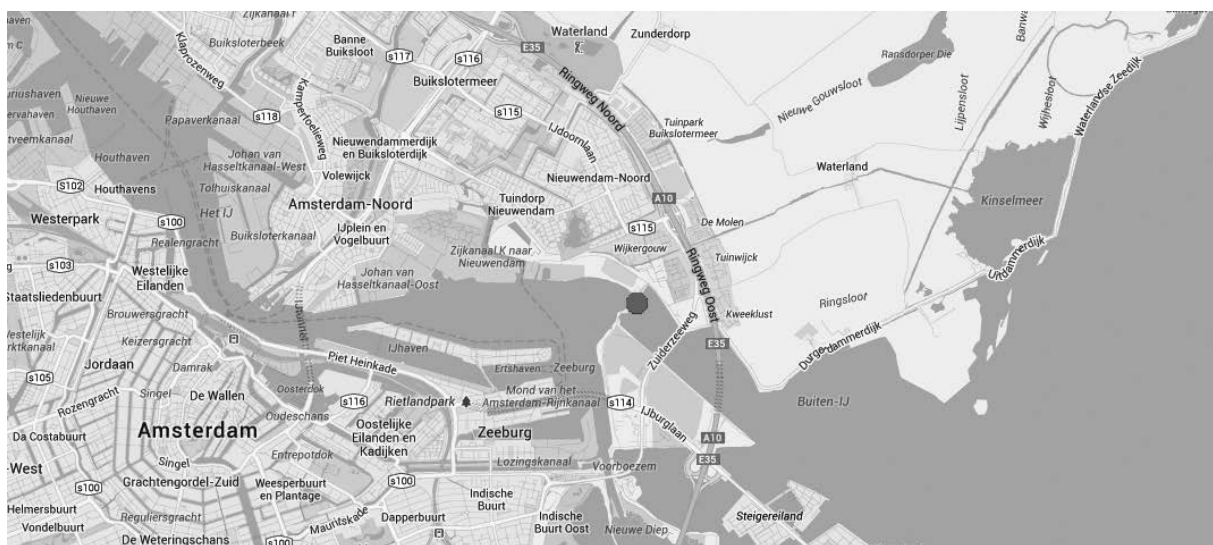 Zijkanaal I
Klaprozenweg
Buiksloterbeek
Banne
Buiksloot
s117
s116
E35
Waterland
Zunderdorp
Ransdorper Die
Waterlandse Zeedijk
Buikslotermeer
Ringweg Noord
Nieuwe Gouwsloot
Lijpensloot
Wijhesloot
Nieuwe
Houthaven
Papaverkanaal
s118
Kamperfoelieweg
s115
IJdoornlaan
Tuinpark
Buikslotermeer
Nieuwendammerdijk
en Buiksloterdijk
Houthaven
Johan van
Hasseltkanaal-West
Volewijck
Waterland
s102
Houthavens
Tolhuiskanaal
Nieuwendam-Noord
Tuindorp
Nieuwendam
A10
Kinselmeer
Westerpark
s100
Het IJ
Amsterdam-Noord
De Molen
Realengracht
Buiksloterkanaal
IJplein en
Vogelbuurt
s115
Zijkanaal K naar
Nieuwendam
Wijkergouw
Tuinwijck
Uitdammerdijk
s103
Westelijke
Eilanden
Johan van
Hasseltkanaal-Oost
Ringweg Oost
Staatsliedenbuurt
Brouwersgracht
IJtunnel
Ringsloot
Kweeklust
Keizersgracht
Zuiderzeeweg
Durgerdammerdijk
E35
Jordaan
Damrak
Piet Heinkade
IJhaven
Ertshaven
Zeeburg
s105
Rozengracht
Singel
De Wallen
Oosterdok
s116
Rietlandpark
Mond van het
Amsterdam-Rijnkanaal
s114
Buiten-IJ
Oudeschans
Amsterdam
Oostelijke
Eilanden en
Kadijken
Zeeburg
IJburglaan
Da Costabuurt
A10
E35
-West
Singel
Entrepotdok
Lozingskanaal
Voorboezem
s100
Grachtengordel-Zuid
Weesperbuurt
en Plantage
s100
Indische
Buurt
Helmersbuurt
Reguliersgracht
Mauritskade
Dapperbuurt
Steigereiland
Vondelbuurt
Indische
Buurt Oost
Nieuwe Diep
De Weteringschans
s100